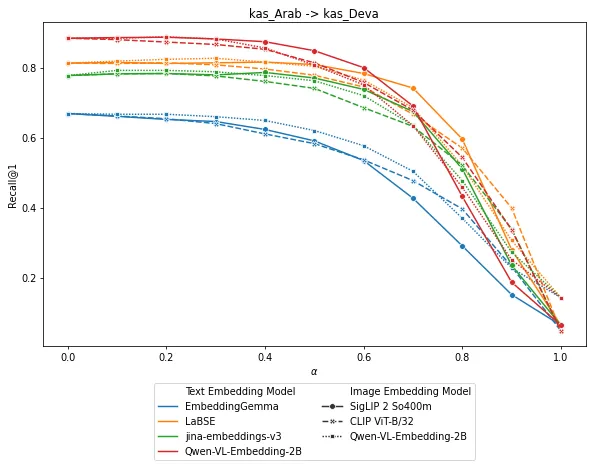 kas_Arab -> kas_Deva
Recall@1
0.8
0.6
0.4
0.2
0.0 0.2 0.4 0.6 0.8 1.0
α
Text Embedding Model Image Embedding Model
EmbeddingGemma SigLIP 2 So400m
LaBSE CLIP ViT-B/32
jina-embeddings-v3 Qwen-VL-Embedding-2B
Qwen-VL-Embedding-2B